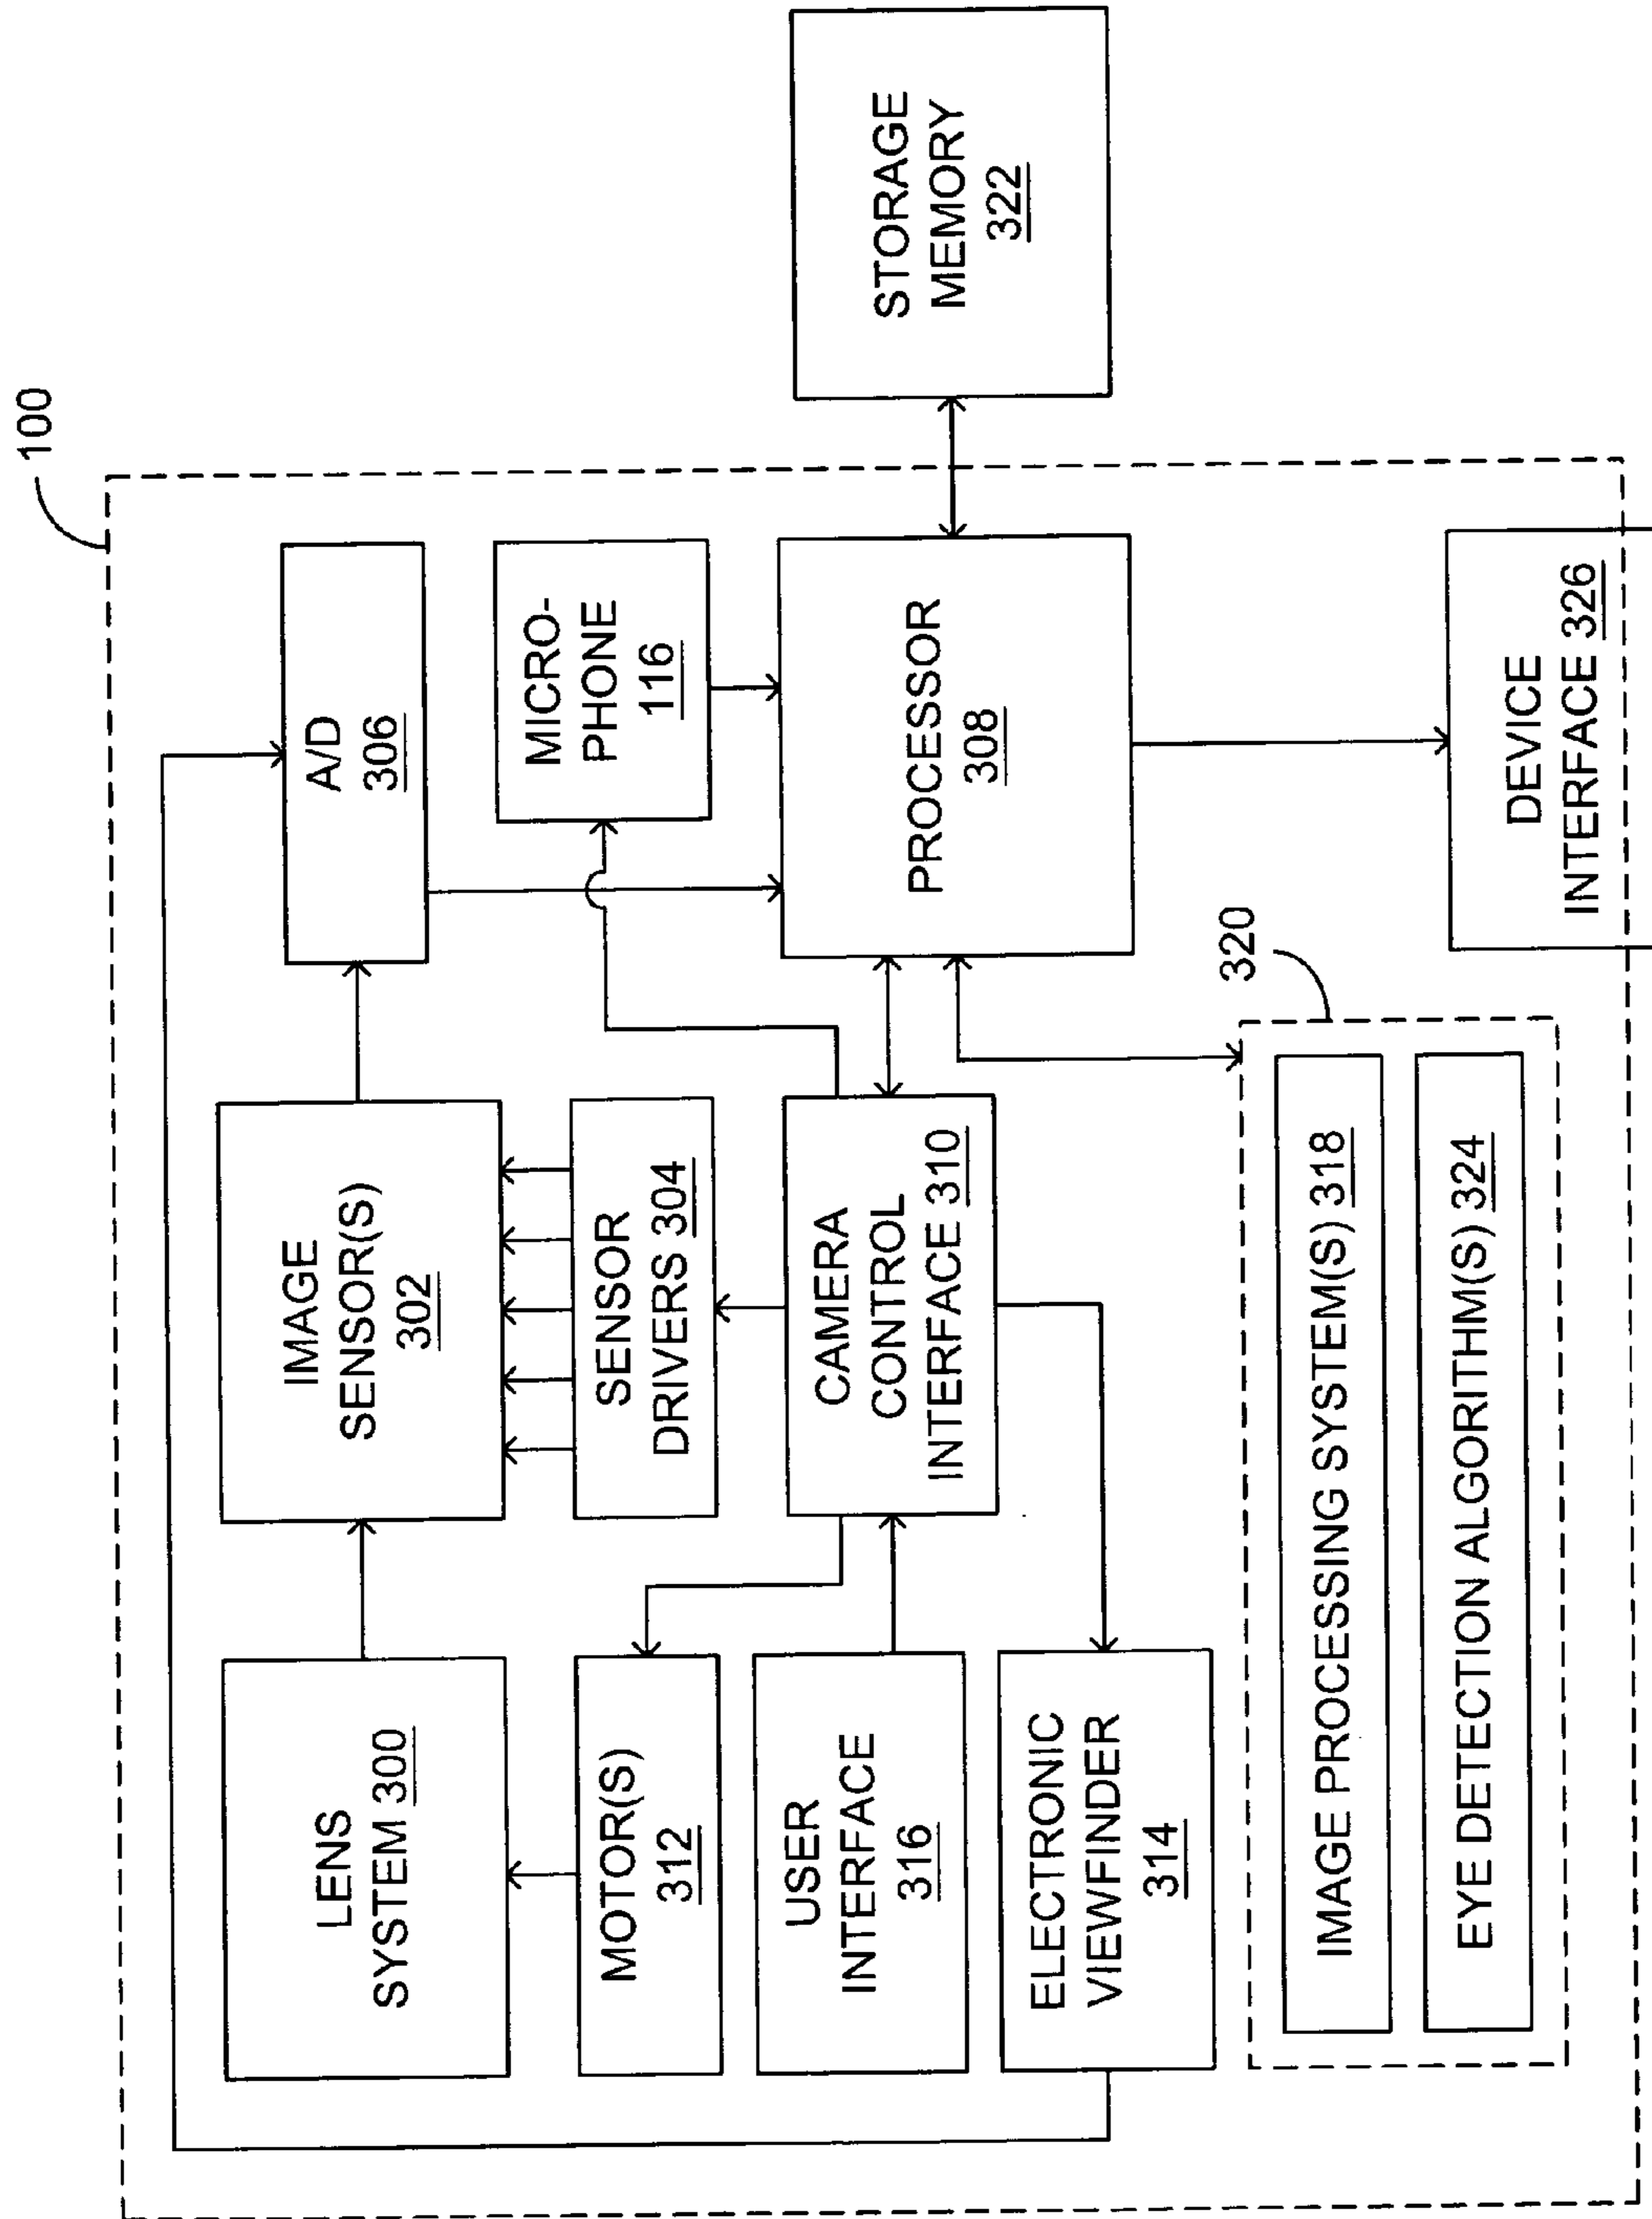 100
LENS
SYSTEM 300
IMAGE
SENSOR(S)
302
A/D
306
MOTOR(S)
312
SENSOR
DRIVERS 304
MICRO-
PHONE
116
USER
INTERFACE
316
CAMERA
CONTROL
INTERFACE 310
PROCESSOR
308
STORAGE
MEMORY
322
ELECTRONIC
VIEWFINDER
314
320
IMAGE PROCESSING SYSTEM(S) 318
EYE DETECTION ALGORITHM(S) 324
DEVICE
INTERFACE 326